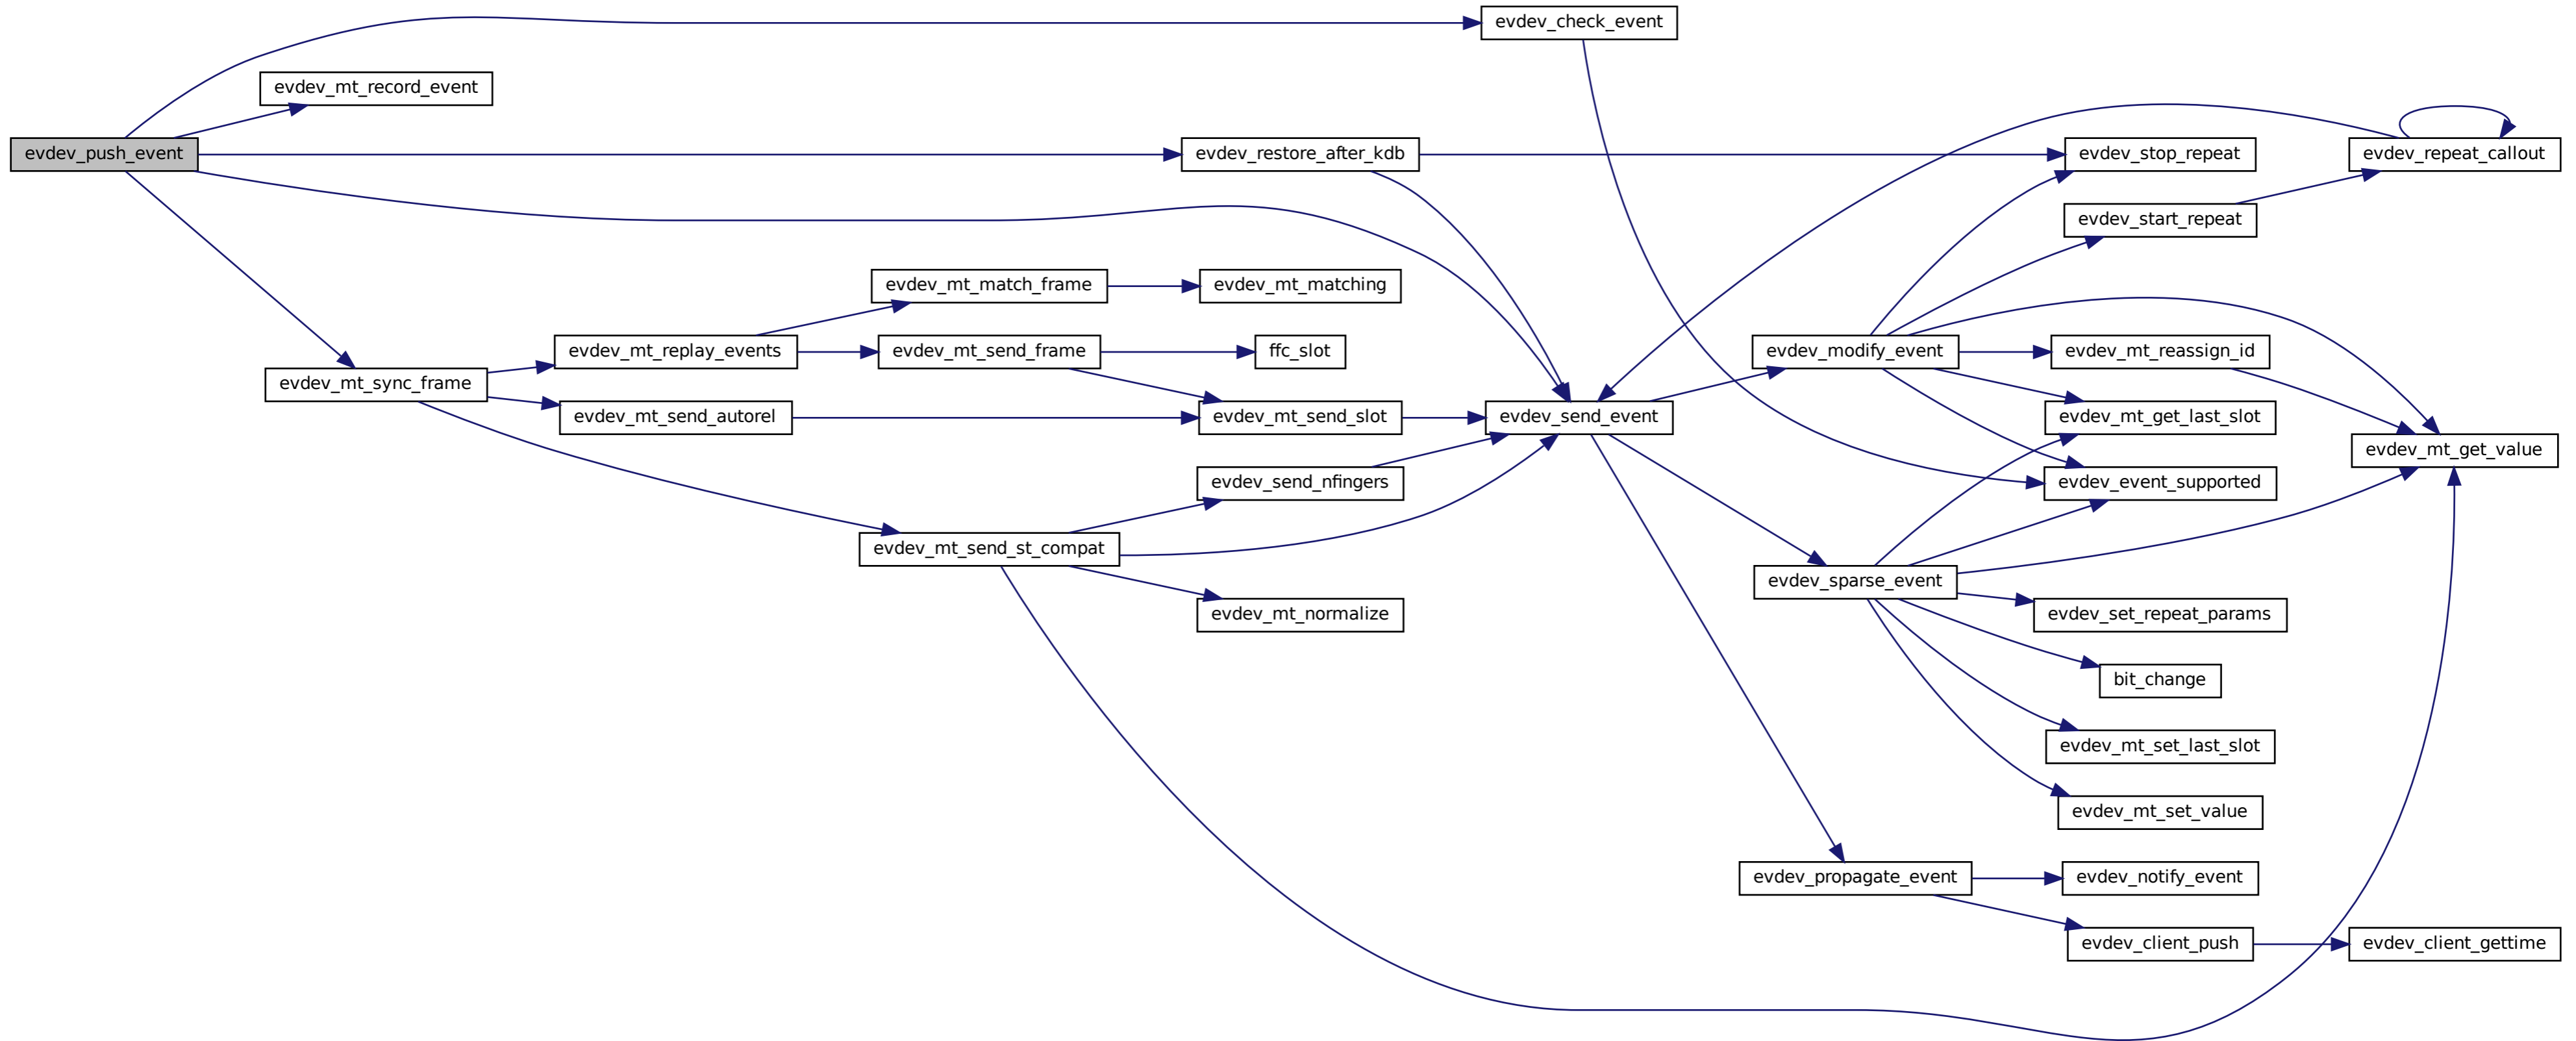 evdev_check_event
evdev_mt_record_event
evdev_push_event
evdev_restore_after_kdb
evdev_stop_repeat
evdev_repeat_callout
evdev_start_repeat
evdev_mt_match_frame
evdev_mt_matching
evdev_mt_replay_events
evdev_mt_send_frame
ffc_slot
evdev_modify_event
evdev_mt_reassign_id
evdev_mt_sync_frame
evdev_mt_send_autorel
evdev_mt_send_slot
evdev_send_event
evdev_mt_get_last_slot
evdev_mt_get_value
evdev_send_nfingers
evdev_event_supported
evdev_mt_send_st_compat
evdev_sparse_event
evdev_mt_normalize
evdev_set_repeat_params
bit_change
evdev_mt_set_last_slot
evdev_mt_set_value
evdev_propagate_event
evdev_notify_event
evdev_client_push
evdev_client_gettime